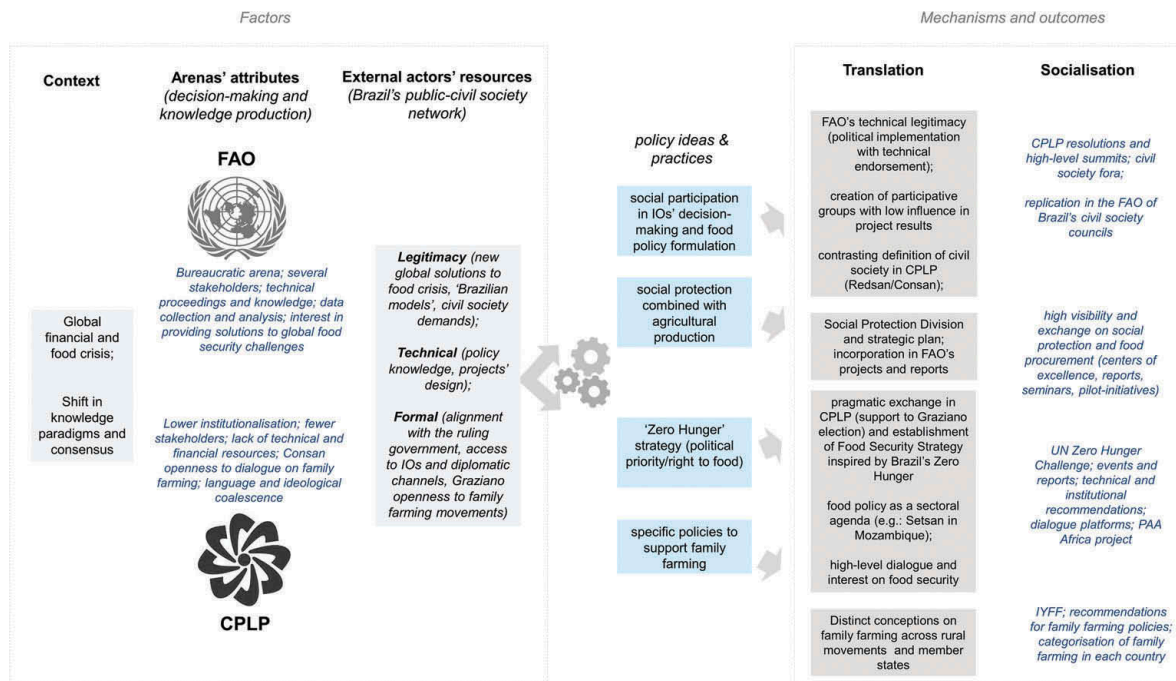 Factors
Mechanisms and outcomes
Context
Arenas' attributes
(decision-making and
knowledge production)
External actors' resources
(Brazil's public-civil society
network)
FAO
Bureaucratic arena; several
stakeholders; technical
proceedings and knowledge; data
collection and analysis; interest in
providing solutions to global food
security challenges
Global
financial and
food crisis;
Shift in
knowledge
paradigms and
consensus
Lower institutionalisation; fewer
stakeholders; lack of technical and
financial resources; Consan
openness to dialogue on family
farming; language and ideological
coalescence
CPLP
Legitimacy (new
global solutions to
food crisis, 'Brazilian
models', civil society
demands);
Technical (policy
knowledge, projects'
design);
Formal (alignment
with the ruling
government, access
to IOs and diplomatic
channels, Graziano
openness to family
farming movements)
policy ideas &
practices
social participation
in IOs' decision-
making and food
policy formulation
social protection
combined with
agricultural
production
'Zero Hunger'
strategy (political
priority/right to food)
specific policies to
support family
farming
Translation
FAO's technical legitimacy
(political implementation
with technical
endorsement);
creation of participative
groups with low influence in
project results
contrasting definition of civil
society in CPLP
(Redsan/Consan);
Social Protection Division
and strategic plan;
incorporation in FAO's
projects and reports
pragmatic exchange in
CPLP (support to Graziano
election) and establishment
of Food Security Strategy
inspired by Brazil's Zero
Hunger
food policy as a sectoral
agenda (e.g.: Setsan in
Mozambique);
high-level dialogue and
interest on food security
Distinct conceptions on
family farming across rural
movements and member
states
Socialisation
CPLP resolutions and
high-level summits; civil
society fora;
replication in the FAO of
Brazil's civil society
councils
high visibility and
exchange on social
protection and food
procurement (centers of
excellence, reports,
seminars, pilot-initiatives)
UN Zero Hunger
Challenge; events and
reports; technical and
institutional
recommendations;
dialogue platforms; PAA
Africa project
IYFF; recommendations
for family farming policies;
categorisation of family
farming in each country